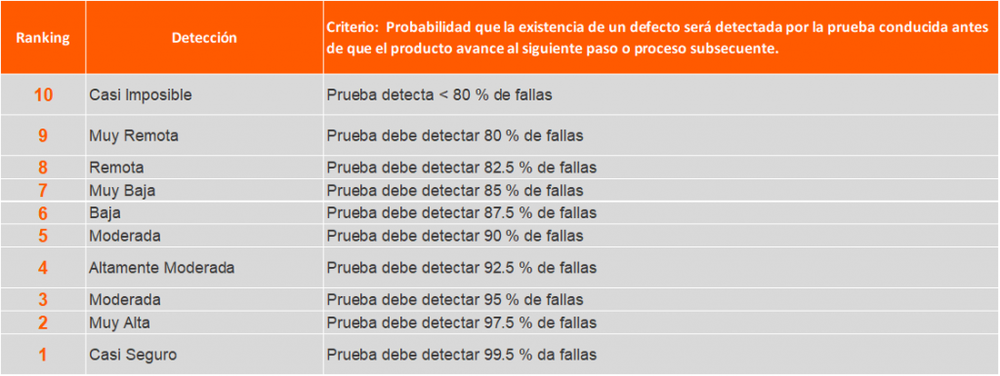 Ranking Detección Criterio: Probabilidad que la existencia de un defecto será detectada por la prueba conducida antes
de que el producto avance al siguiente paso o proceso subsecuente.
10 Casi Imposible Prueba detecta < 80 % de fallas
9 Muy Remota Prueba debe detectar 80 % de fallas
8 Remota Prueba debe detectar 82.5 % de fallas
7 Muy Baja Prueba debe detectar 85 % de fallas
6 Baja Prueba debe detectar 87.5 % de fallas
5 Moderada Prueba debe detectar 90 % de fallas
4 Altamente Moderada Prueba debe detectar 92.5 % de fallas
3 Moderada Prueba debe detectar 95 % de fallas
2 Muy Alta Prueba debe detectar 97.5 % de fallas
1 Casi Seguro Prueba debe detectar 99.5 % da fallas